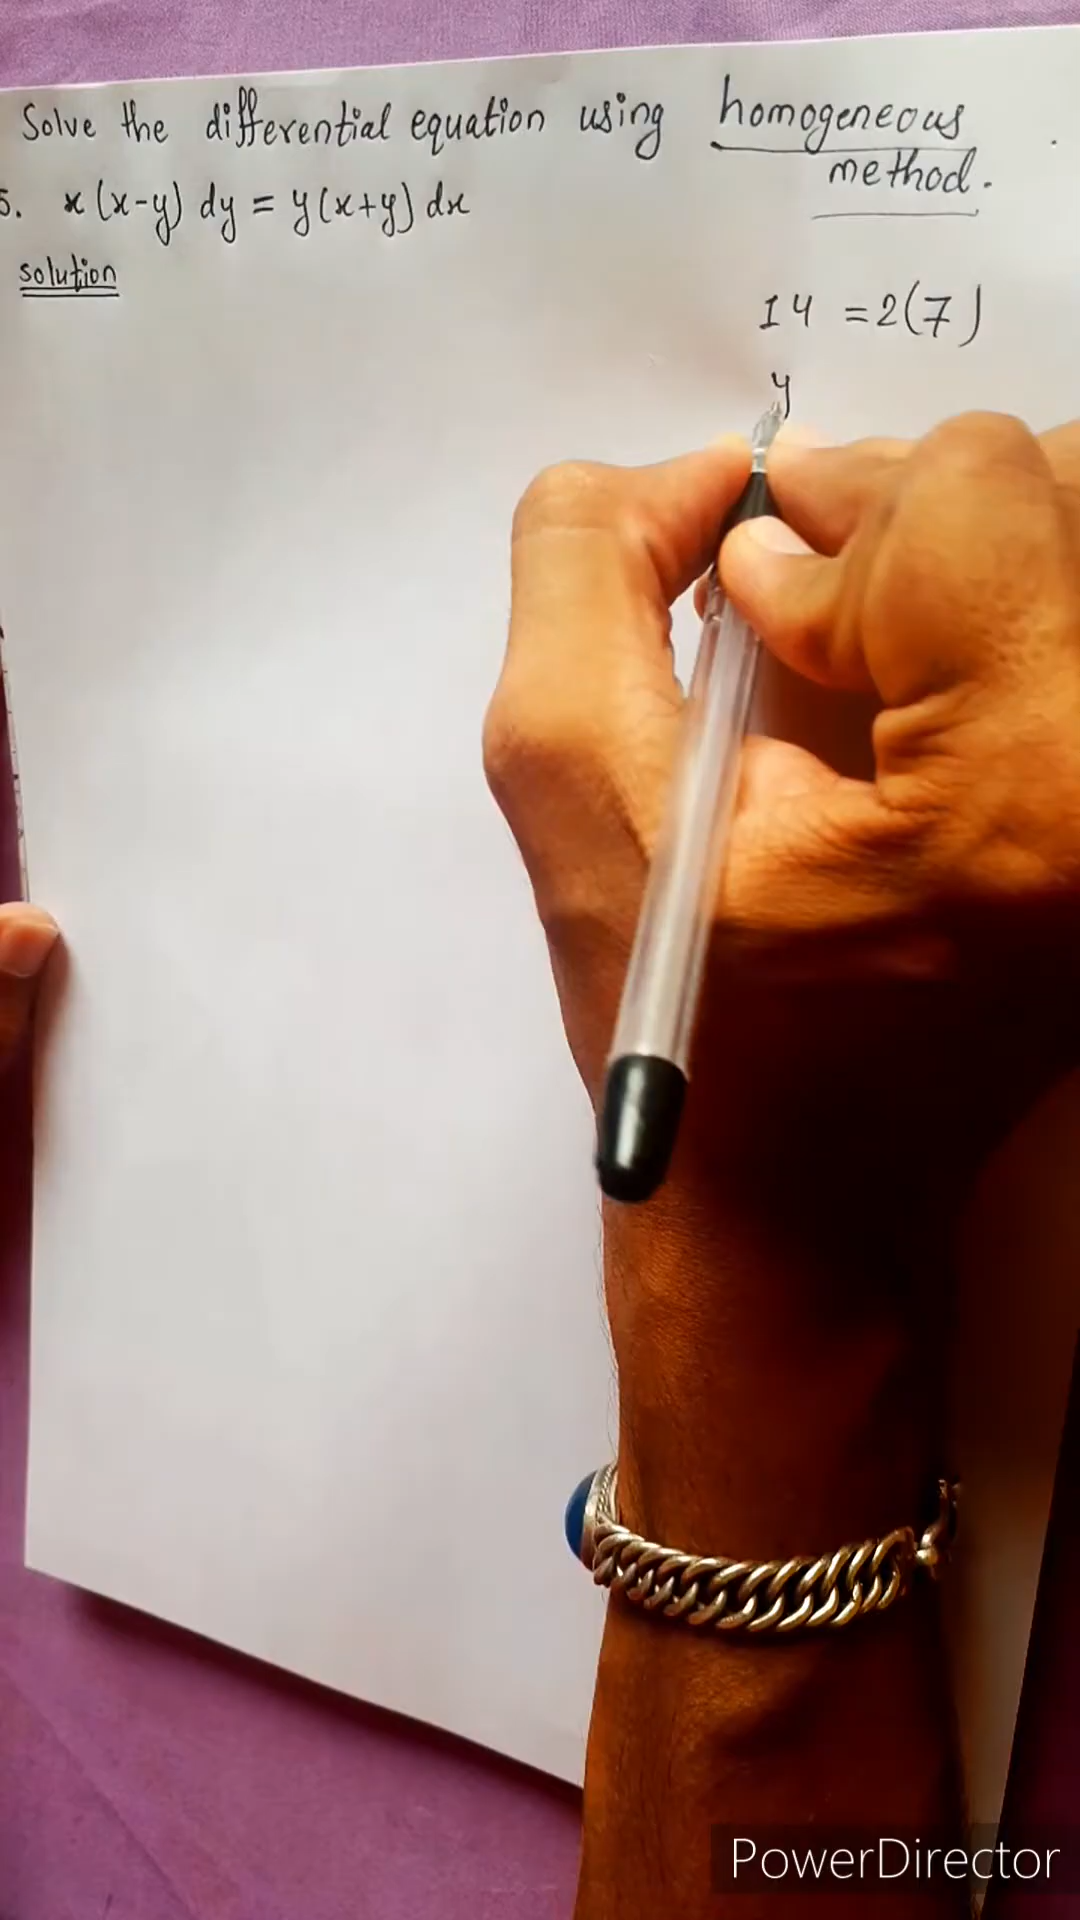 Solve the differential equation using homogeneous
method.
5. x(x-y) dy = y(x+y) dx
solution
14 = 2(7)
y
PowerDirector